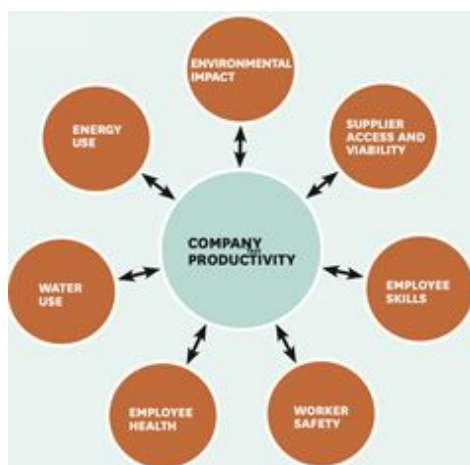 ENVIRONMENTAL
IMPACT
SUPPLIER
ACCESS AND
VIABILITY
EMPLOYEE
SKILLS
WORKER
SAFETY
EMPLOYEE
HEALTH
WATER
USE
ENERGY
USE
COMPANY
PRODUCTIVITY